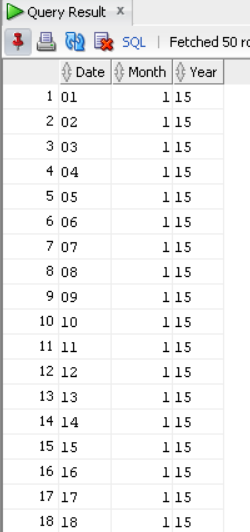 Query Result x
SQL | Fetched 50 ro
Date Month Year
1 01 1 15
2 02 1 15
3 03 1 15
4 04 1 15
5 05 1 15
6 06 1 15
7 07 1 15
8 08 1 15
9 09 1 15
10 10 1 15
11 11 1 15
12 12 1 15
13 13 1 15
14 14 1 15
15 15 1 15
16 16 1 15
17 17 1 15
18 18 1 15